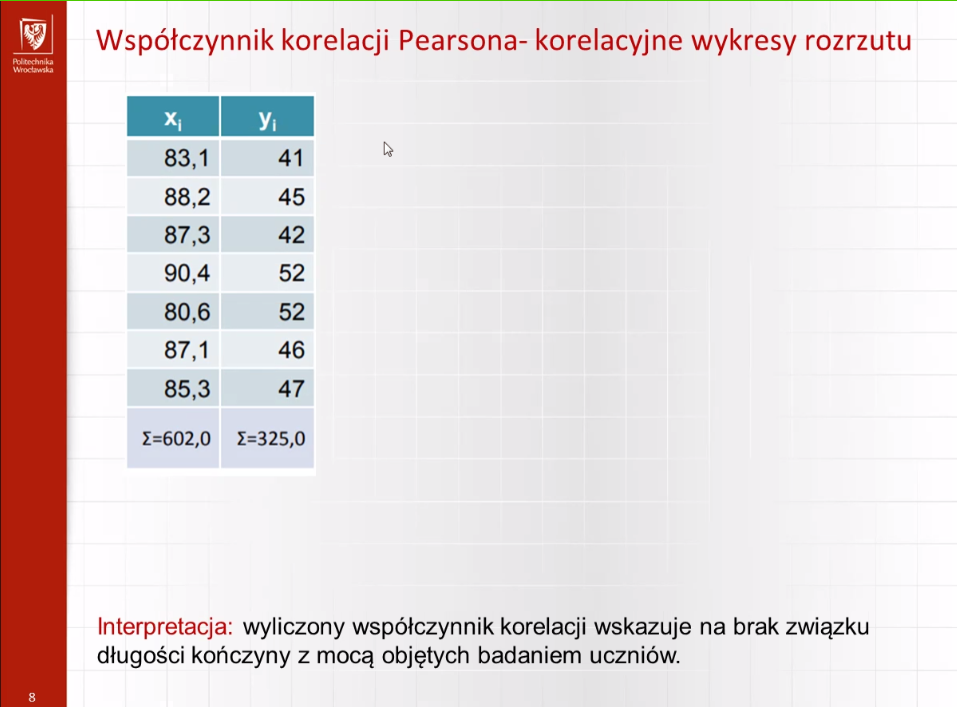 Politechnika
Wrocławska
Współczynnik korelacji Pearsona- korelacyjne wykresy rozrzutu
xi yi
83,1 41
88,2 45
87,3 42
90,4 52
80,6 52
87,1 46
85,3 47
Σ=602,0 Σ=325,0
Interpretacja: wyliczony współczynnik korelacji wskazuje na brak związku
długości kończyny z mocą objętych badaniem uczniów.
8